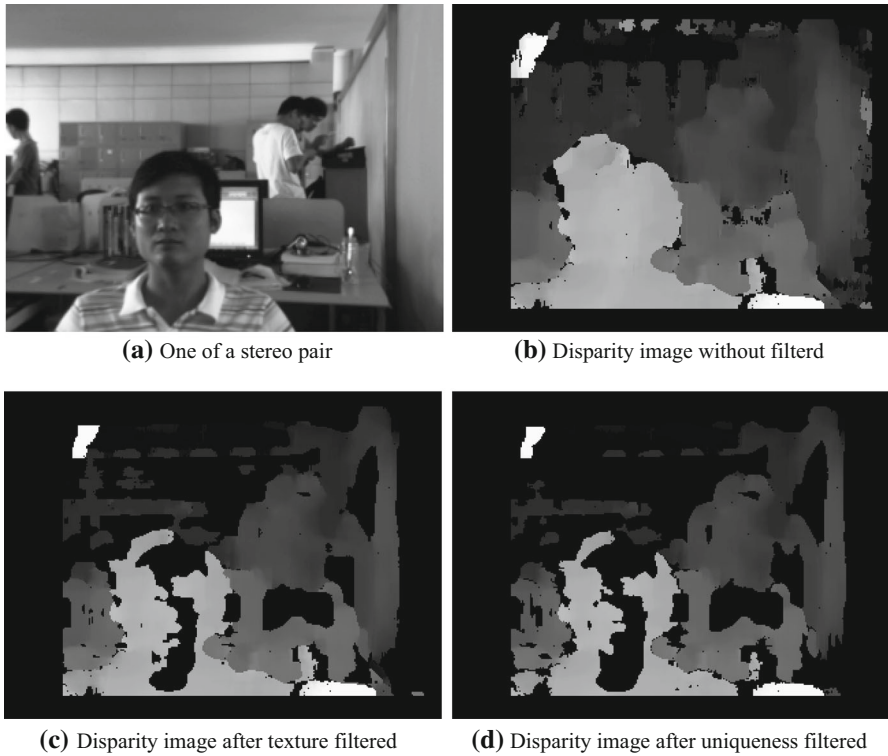 (a) One of a stereo pair
(b) Disparity image without filterd
(c) Disparity image after texture filtered
(d) Disparity image after uniqueness filtered